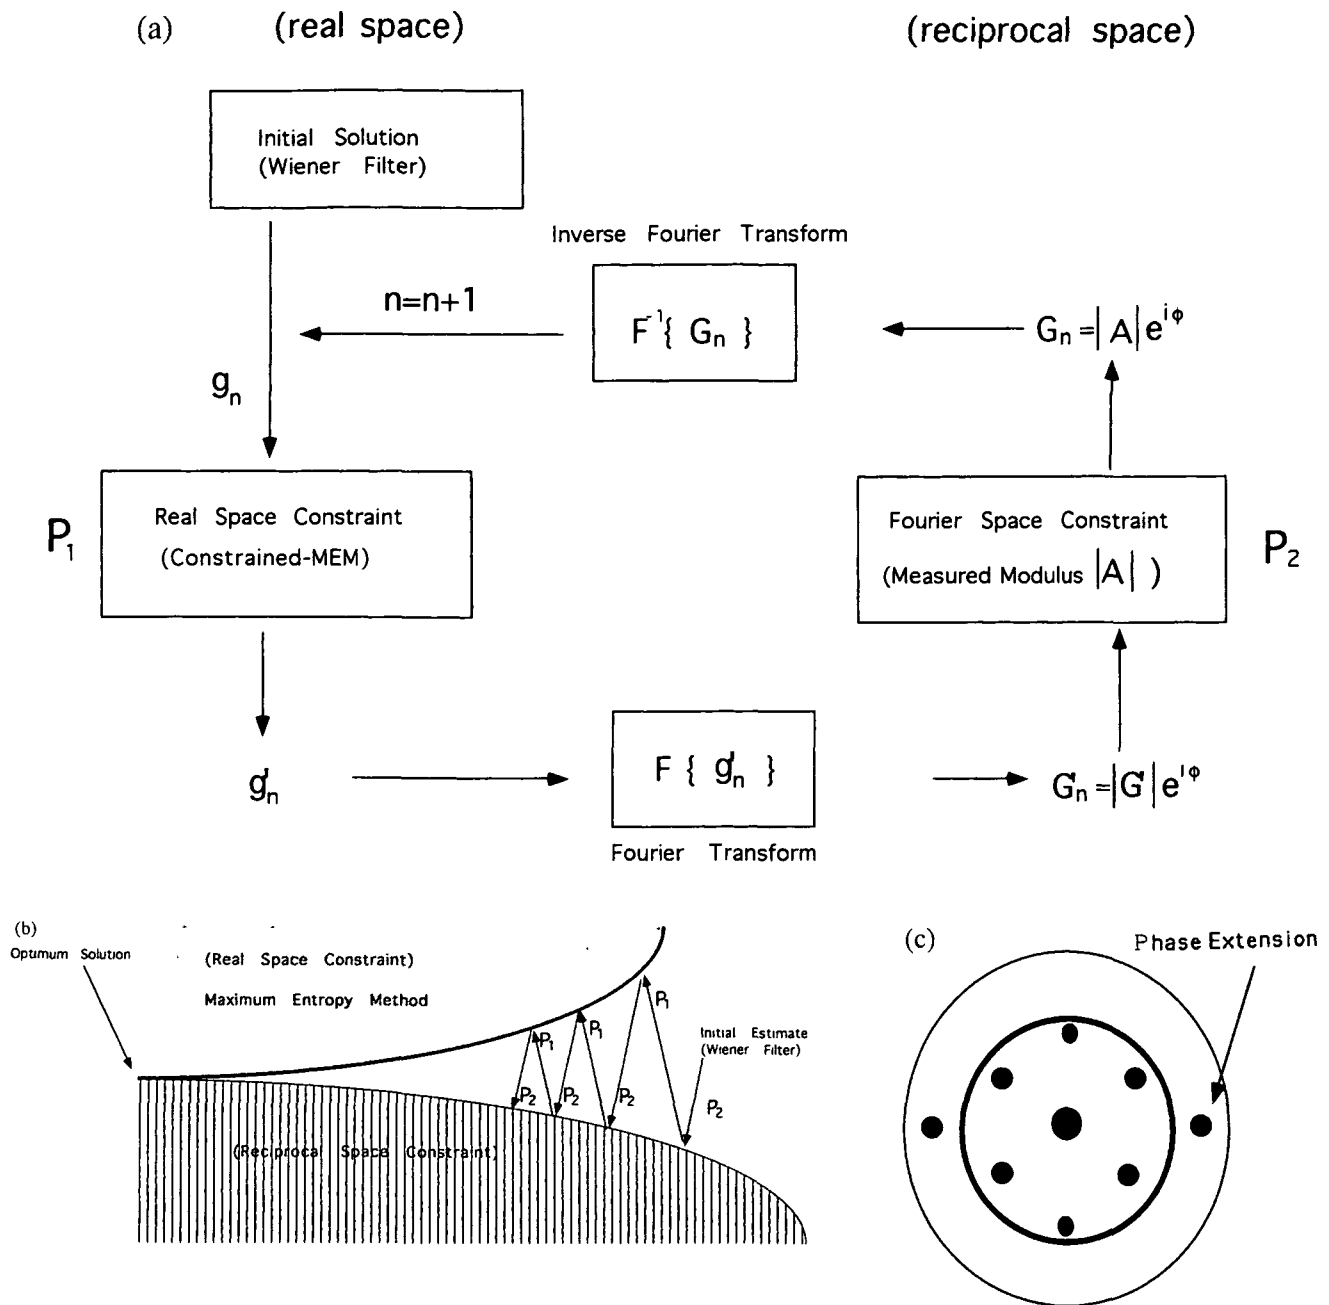 (a) (real space) (reciprocal space)
Initial Solution
(Wiener Filter)
Inverse Fourier Transform
n=n+1
F⁻¹{ Gₙ }
Gₙ = |A| e^{iφ}
gₙ
P₁
Real Space Constraint
(Constrained-MEM)
Fourier Space Constraint
(Measured Modulus |A| )
P₂
g'ₙ
F { g'ₙ }
G'ₙ = |G'| e^{iφ}
Fourier Transform
(b)
Optimum Solution
(Real Space Constraint)
Maximum Entropy Method
P₁
P₁
P₁
Initial Estimate
(Wiener Filter)
P₂
P₂
P₂
P₂
(Reciprocal Space Constraint)
(c)
Phase Extension